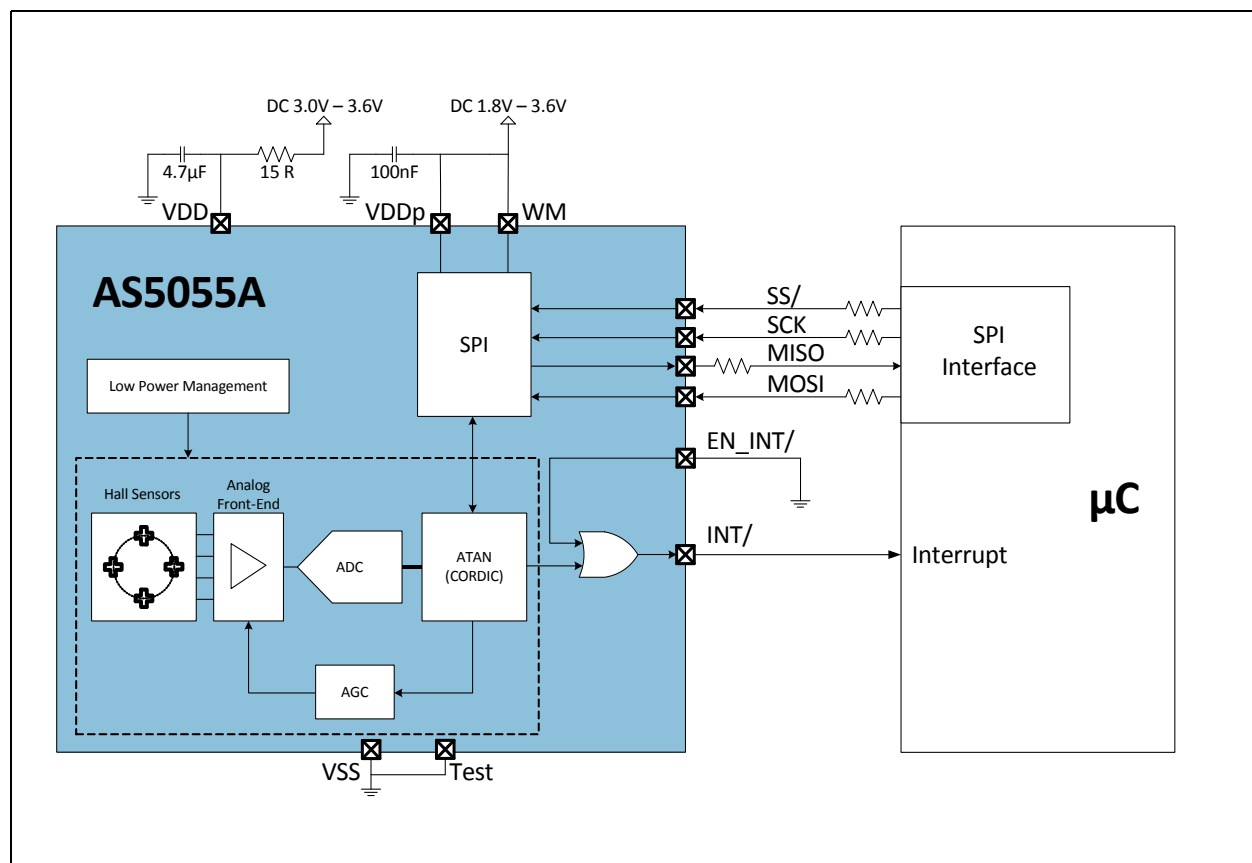 DC 3.0V – 3.6V
DC 1.8V – 3.6V
4.7µF
15 R
100nF
VDD
VDDp
WM
AS5055A
SS/
SCK
MISO
MOSI
SPI
SPI
Interface
Low Power Management
EN_INT/
µC
Hall Sensors
Analog
Front-End
ADC
ATAN
(CORDIC)
INT/
Interrupt
AGC
VSS
Test